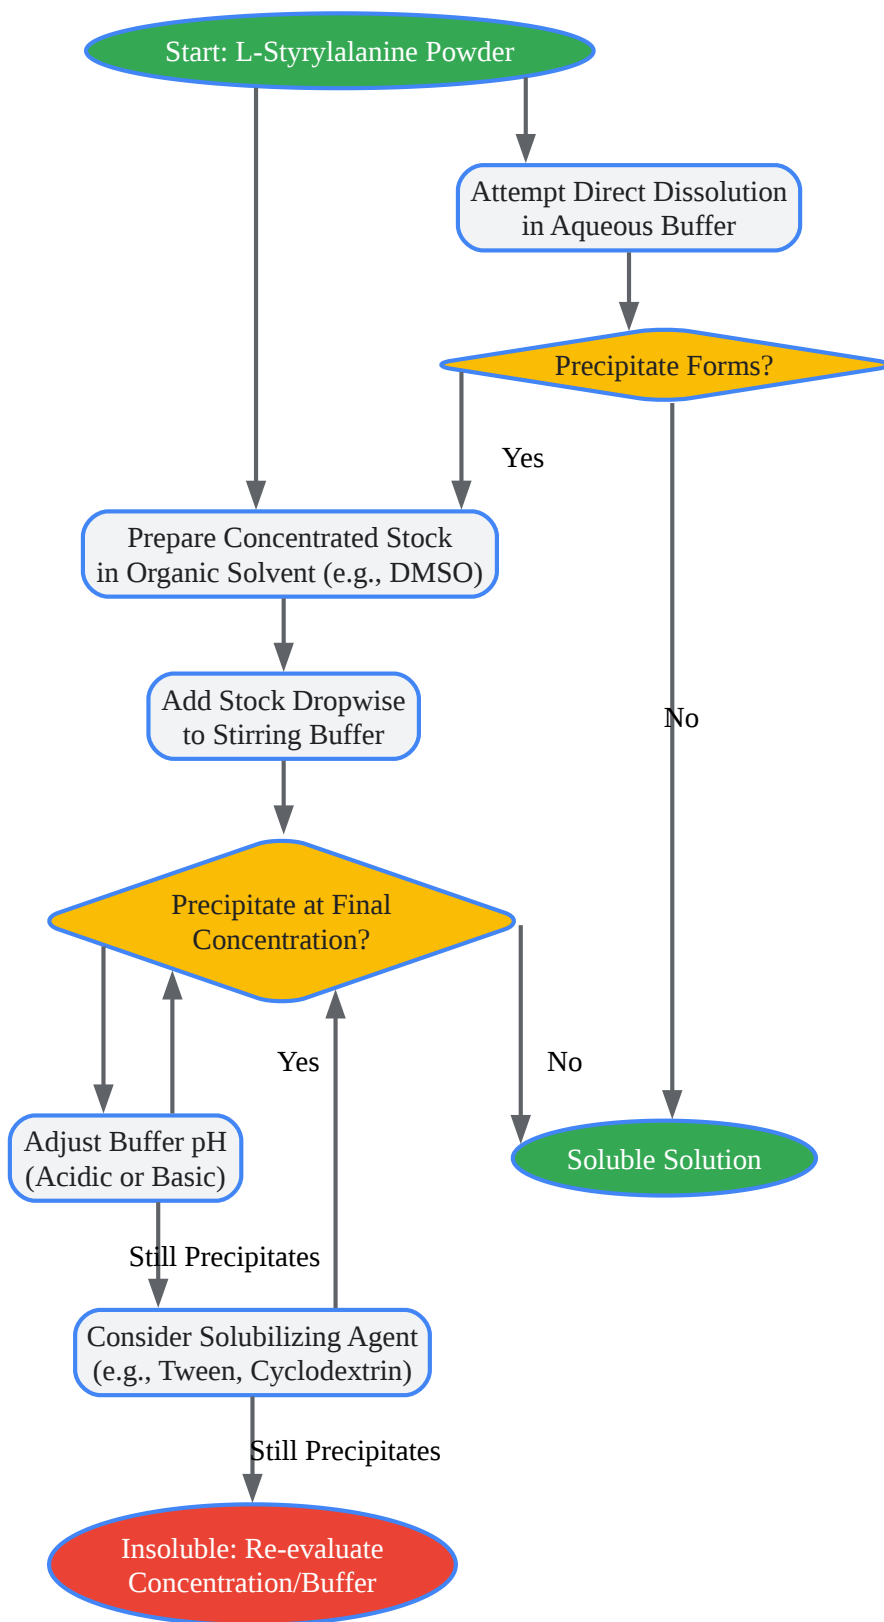 Start: L-Styrylalanine Powder
Attempt Direct Dissolution
in Aqueous Buffer
Precipitate Forms?
Yes
Prepare Concentrated Stock
in Organic Solvent (e.g., DMSO)
Add Stock Dropwise
to Stirring Buffer
No
Precipitate at Final
Concentration?
Yes
No
Adjust Buffer pH
(Acidic or Basic)
Soluble Solution
Still Precipitates
Consider Solubilizing Agent
(e.g., Tween, Cyclodextrin)
Still Precipitates
Insoluble: Re-evaluate
Concentration/Buffer